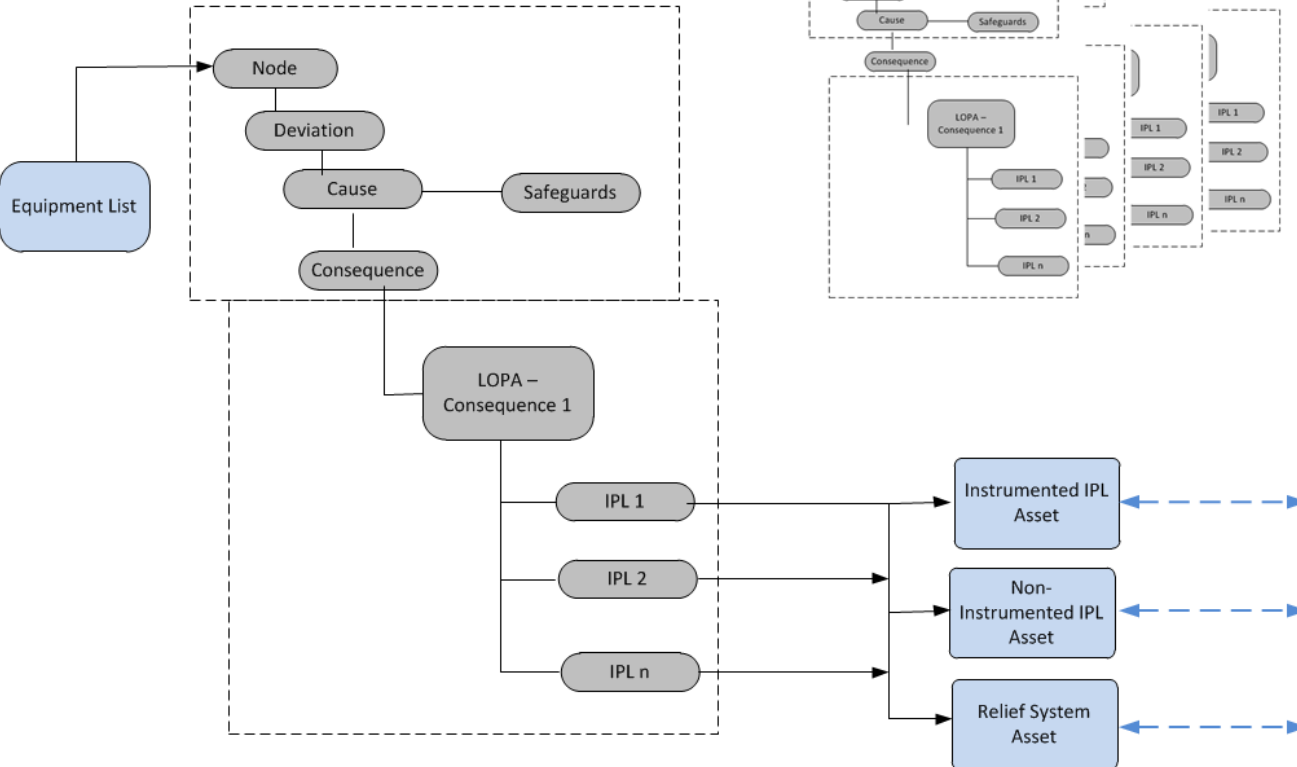 Node
Deviation
Cause
Safeguards
Equipment List
Consequence
LOPA –
Consequence 1
IPL 1
IPL 2
IPL n
Instrumented IPL
Asset
Non-
Instrumented IPL
Asset
Relief System
Asset
Cause
Safeguards
Consequence
LOPA –
Consequence 1
IPL 1
IPL 2
IPL n
n
IPL 1
IPL 2
IPL n
IPL 1
IPL 2
IPL n